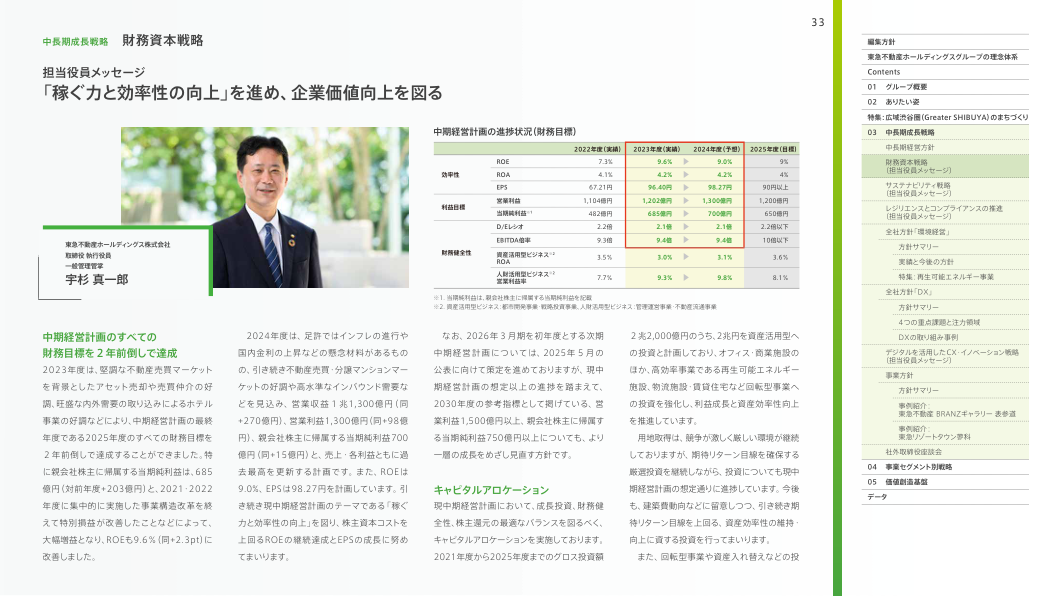 33
中長期成長戦略 財務資本戦略
担当役員メッセージ
「稼ぐ力と効率性の向上」を進め、企業価値向上を図る
東急不動産ホールディングス株式会社
取締役 執行役員
一般管理管掌
宇杉 真一郎
中期経営計画の進捗状況（財務目標）
2022年度（実績） 2023年度（実績） 2024年度（予想） 2025年度（目標）
効率性
ROE 7.3% 9.6% ▶ 9.0% 9%
ROA 4.1% 4.2% ▶ 4.2% 4%
EPS 67.21円 96.40円 ▶ 98.27円 90円以上
利益目標
営業利益 1,104億円 1,202億円 ▶ 1,300億円 1,200億円
当期純利益※1 482億円 685億円 ▶ 700億円 650億円
財務健全性
D/Eレシオ 2.2倍 2.1倍 ▶ 2.1倍 2.2倍以下
EBITDA倍率 9.3倍 9.4倍 ▶ 9.4倍 10倍以下
資産活用型ビジネス※2
ROA 3.5% 3.0% ▶ 3.1% 3.6%
人財活用型ビジネス※2
営業利益率 7.7% 9.3% ▶ 9.8% 8.1%
※1. 当期純利益は、親会社株主に帰属する当期純利益を記載
※2. 資産活用型ビジネス：都市開発事業・戦略投資事業、人財活用型ビジネス：管理運営事業・不動産流通事業
中期経営計画のすべての
財務目標を２年前倒しで達成
2023年度は、堅調な不動産売買マーケット
を背景としたアセット売却や売買仲介の好
調、旺盛な内外需要の取り込みによるホテル
事業の好調などにより、中期経営計画の最終
年度である2025年度のすべての財務目標を
２年前倒しで達成することができました。特
に親会社株主に帰属する当期純利益は、685
億円（対前年度+203億円）と、2021・2022
年度に集中的に実施した事業構造改革を終
えて特別損益が改善したことなどによって、
大幅増益となり、ROEも9.6％（同+2.3pt）に
改善しました。
2024年度は、足許ではインフレの進行や
国内金利の上昇などの懸念材料があるもの
の、引き続き不動産売買・分譲マンションマー
ケットの好調や高水準なインバウンド需要な
どを見込み、営業収益１兆1,300億円（同
+270億円）、営業利益1,300億円（同+98億
円）、親会社株主に帰属する当期純利益700
億円（同+15億円）と、売上・各利益ともに過
去最高を更新する計画です。また、ROEは
9.0%、EPSは98.27円を計画しています。引
き続き現中期経営計画のテーマである「稼ぐ
力と効率性の向上」を図り、株主資本コストを
上回るROEの継続達成とEPSの成長に努め
てまいります。
なお、2026年３月期を初年度とする次期
中期経営計画については、2025年５月の
公表に向けて策定を進めておりますが、現中
期経営計画の想定以上の進捗を踏まえて、
2030年度の参考指標として掲げている、営
業利益1,500億円以上、親会社株主に帰属す
る当期純利益750億円以上についても、より
一層の成長をめざし見直す方針です。
キャピタルアロケーション
現中期経営計画において、成長投資、財務健
全性、株主還元の最適なバランスを図るべく、
キャピタルアロケーションを実施しております。
2021年度から2025年度までのグロス投資額
２兆2,000億円のうち、2兆円を資産活用型へ
の投資と計画しており、オフィス・商業施設の
ほか、高効率事業である再生可能エネルギー
施設、物流施設・賃貸住宅など回転型事業へ
の投資を強化し、利益成長と資産効率性向上
を推進しています。
用地取得は、競争が激しく厳しい環境が継続
しておりますが、期待リターン目線を確保する
厳選投資を継続しながら、投資についても現中
期経営計画の想定通りに進捗しています。今後
も、建築費動向などに留意しつつ、引き続き期
待リターン目線を上回る、資産効率性の維持・
向上に資する投資を行ってまいります。
また、回転型事業や資産入れ替えなどの投
編集方針
東急不動産ホールディングスグループの理念体系
Contents
01 グループ概要
02 ありたい姿
特集：広域渋谷圏（Greater SHIBUYA）のまちづくり
03 中長期成長戦略
中長期経営方針
財務資本戦略
（担当役員メッセージ）
サステナビリティ戦略
（担当役員メッセージ）
レジリエンスとコンプライアンスの推進
（担当役員メッセージ）
全社方針「環境経営」
方針サマリー
実績と今後の方針
特集：再生可能エネルギー事業
全社方針「DX」
方針サマリー
4つの重点課題と注力領域
DXの取り組み事例
デジタルを活用したCX・イノベーション戦略
（担当役員メッセージ）
事業方針
方針サマリー
事例紹介：
東急不動産 BRANZギャラリー 表参道
事例紹介：
東急リゾートタウン蓼科
社外取締役座談会
04 事業セグメント別戦略
05 価値創造基盤
データ